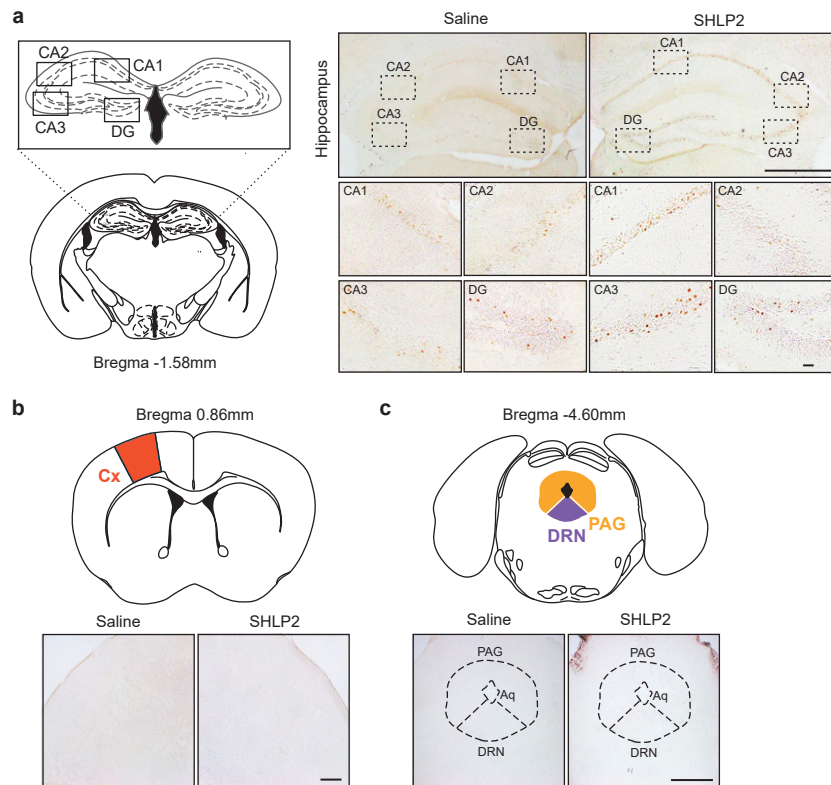 a
Saline
SHLP2
CA2
CA1
CA3
DG
Bregma -1.58mm
Hippocampus
CA2
CA1
CA3
DG
CA1
CA2
DG
CA3
CA1
CA2
CA1
CA2
CA3
DG
CA3
DG
b
Bregma 0.86mm
Cx
Saline
SHLP2
c
Bregma -4.60mm
PAG
DRN
Saline
SHLP2
PAG
Aq
DRN
PAG
Aq
DRN